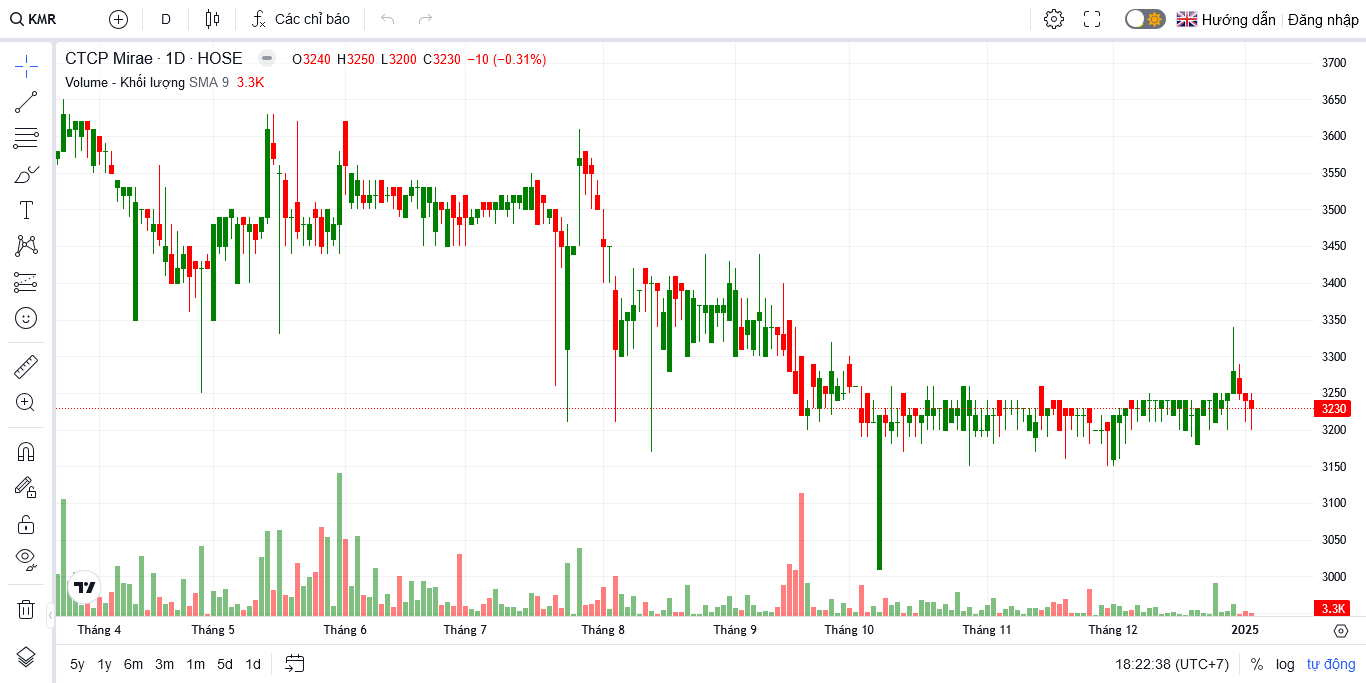 KMR D Các chỉ báo Hướng dẫn Đăng nhập
CTCP Mirae · 1D · HOSE O3240 H3250 L3200 C3230 −10 (−0.31%)
Volume - Khối lượng SMA 9 3.3K
3700
3650
3600
3550
3500
3450
3400
3350
3300
3250
3230
3200
3150
3100
3050
3000
3.3K
Tháng 4 Tháng 5 Tháng 6 Tháng 7 Tháng 8 Tháng 9 Tháng 10 Tháng 11 Tháng 12 2025
5y 1y 6m 3m 1m 5d 1d 18:22:38 (UTC+7) % log tự động